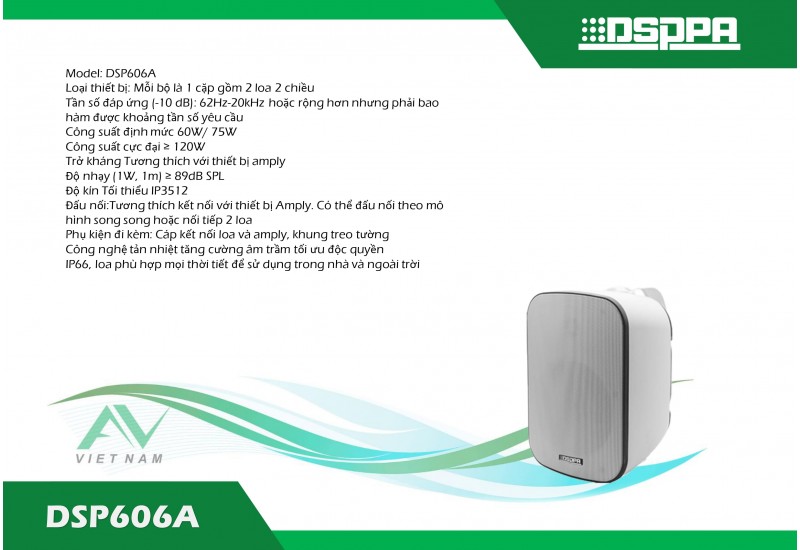 DSPPA
Model: DSP606A
Loại thiết bị: Mỗi bộ là 1 cặp gồm 2 loa 2 chiều
Tần số đáp ứng (-10 dB): 62Hz-20kHz hoặc rộng hơn nhưng phải bao
hàm được khoảng tần số yêu cầu
Công suất định mức 60W/ 75W
Công suất cực đại ≥ 120W
Trở kháng Tương thích với thiết bị amply
Độ nhạy (1W, 1m) ≥ 89dB SPL
Độ kín Tối thiểu IP3512
Đấu nối:Tương thích kết nối với thiết bị Amply. Có thể đấu nối theo mô
hình song song hoặc nối tiếp 2 loa
Phụ kiện đi kèm: Cáp kết nối loa và amply, khung treo tường
Công nghệ tản nhiệt tăng cường âm trầm tối ưu độc quyền
IP66, loa phù hợp mọi thời tiết để sử dụng trong nhà và ngoài trời
AV
VIET NAM
DSPPA
DSP606A